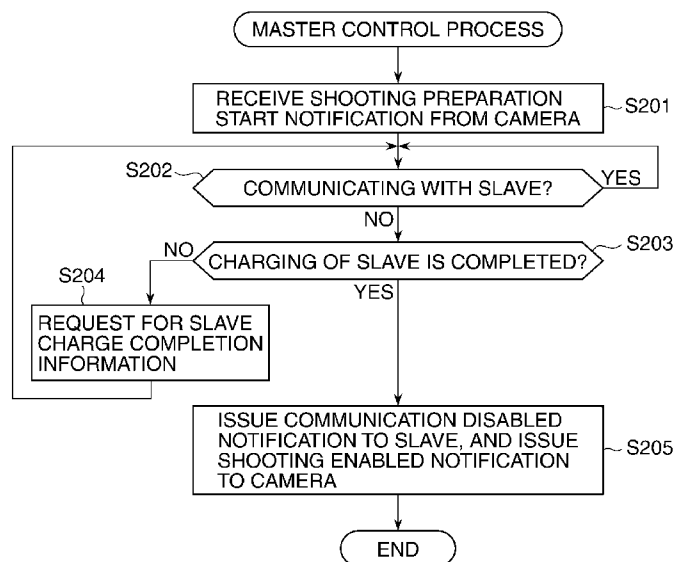 MASTER CONTROL PROCESS
RECEIVE SHOOTING PREPARATION
START NOTIFICATION FROM CAMERA
S201
S202
COMMUNICATING WITH SLAVE?
YES
NO
S203
NO
CHARGING OF SLAVE IS COMPLETED?
YES
S204
REQUEST FOR SLAVE
CHARGE COMPLETION
INFORMATION
ISSUE COMMUNICATION DISABLED
NOTIFICATION TO SLAVE, AND ISSUE
SHOOTING ENABLED NOTIFICATION
TO CAMERA
S205
END